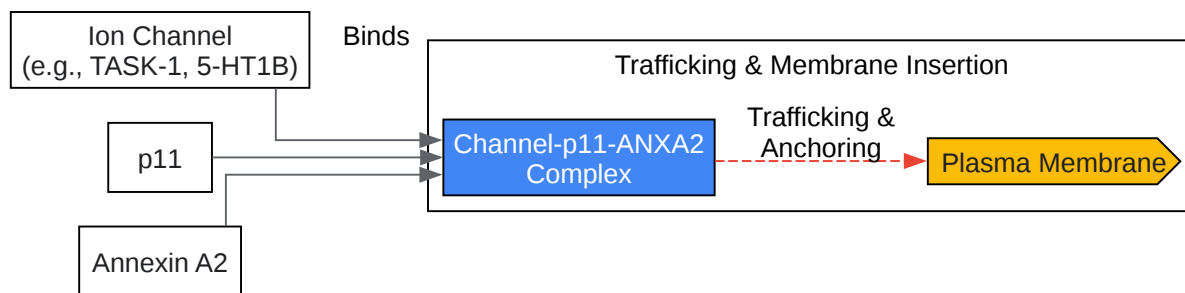 Ion Channel
(e.g., TASK-1, 5-HT1B)
Binds
Trafficking & Membrane Insertion
p11
Channel-p11-ANXA2
Complex
Trafficking &
Anchoring
Plasma Membrane
Annexin A2